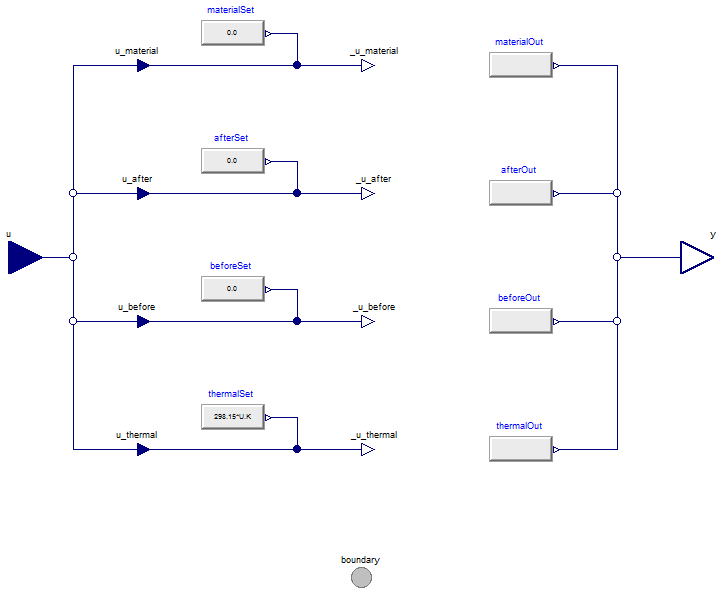 materialSet
0.0
u_material
_u_material
materialOut
afterSet
0.0
u_after
_u_after
afterOut
u
y
beforeSet
0.0
u_before
_u_before
beforeOut
thermalSet
298.15*U.K
u_thermal
_u_thermal
thermalOut
boundary